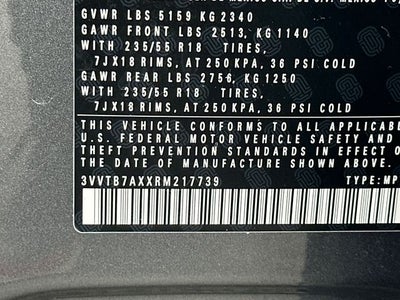 GVWR LBS 5159 KG 2340
GAWR FRONT LBS 2513, KG 1140
WITH 235/55 R18 TIRES,
7JX18 RIMS, AT 250 KPA, 36 PSI COLD
GAWR REAR LBS 2756, KG 1250
WITH 235/55 R18 TIRES,
7JX18 RIMS, AT 250 KPA, 36 PSI COLD
THIS VEHICLE CONFORMS TO ALL APPLI
U.S. FEDERAL MOTOR VEHICLE SAFETY
THEFT PREVENTION STANDARDS IN EFFECT
THE DATE OF MANUFACTURE SHOWN ABOVE
3VVTB7AXXRM217739 TYPE: MP